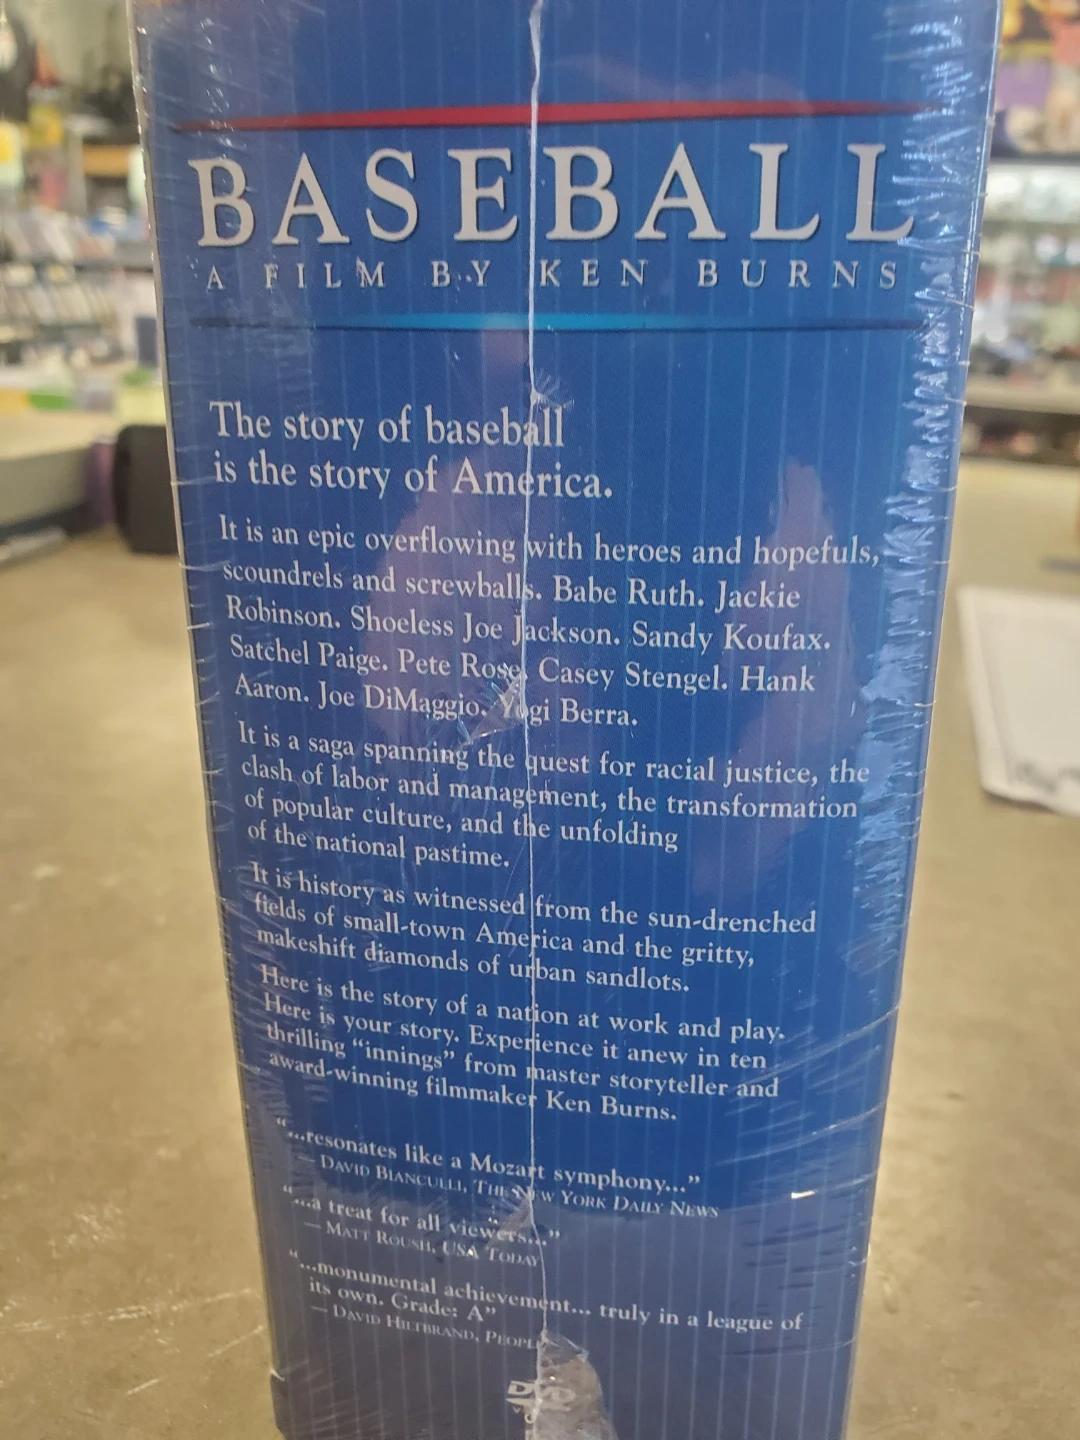 BASEBALL
A FILM BY KEN BURNS
The story of baseball
is the story of America.
It is an epic overflowing with heroes and hopefuls,
scoundrels and screwballs. Babe Ruth. Jackie
Robinson. Shoeless Joe Jackson. Sandy Koufax.
Satchel Paige. Pete Rose. Casey Stengel. Hank
Aaron. Joe DiMaggio. Yogi Berra.
It is a saga spanning the quest for racial justice, the
clash of labor and management, the transformation
of popular culture, and the unfolding
of the national pastime.
It is history as witnessed from the sun-drenched
fields of small-town America and the gritty,
makeshift diamonds of urban sandlots.
Here is the story of a nation at work and play.
Here is your story. Experience it anew in ten
thrilling “innings” from master storyteller and
award-winning filmmaker Ken Burns.
“...resonates like a Mozart symphony...”
— DAVID BIANCULLI, THE NEW YORK DAILY NEWS
“...a treat for all viewers...”
— MATT ROUSH, USA TODAY
“...monumental achievement... truly in a league of
its own. Grade: A”
— DAVID HILTBRAND, PEOPLE
DVD